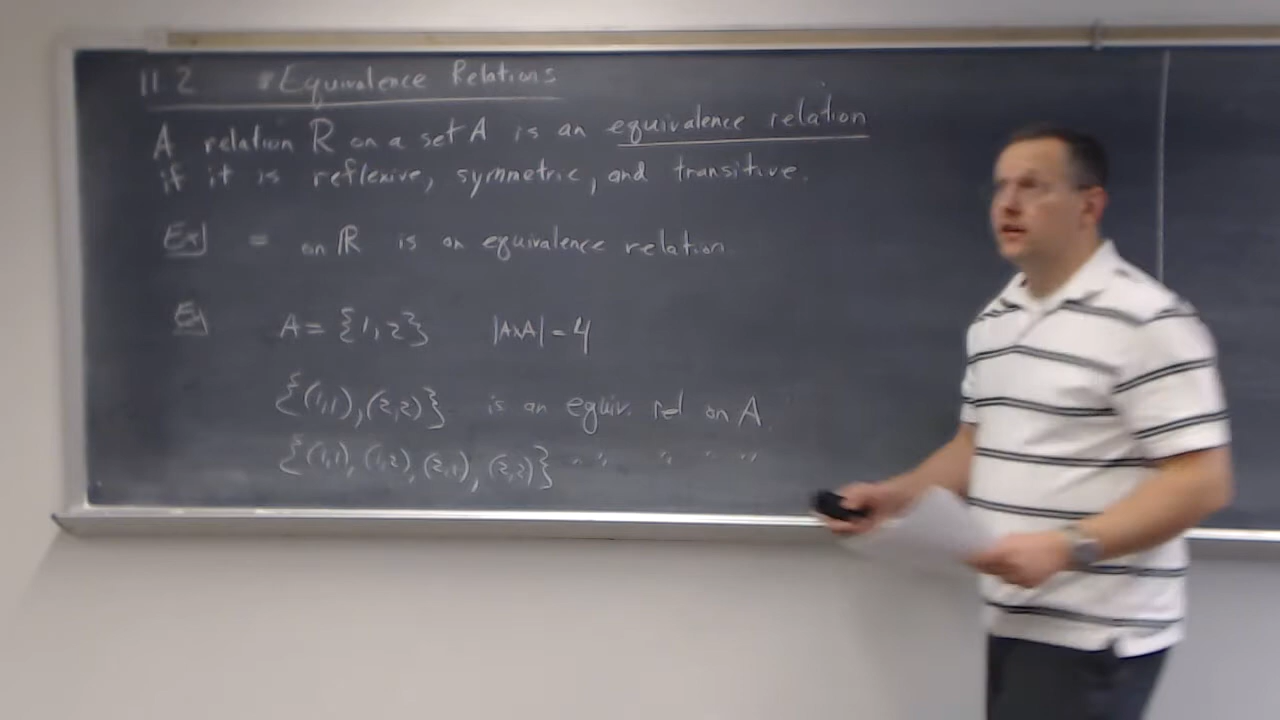 11.2 Equivalence Relations
A relation R on a set A is an equivalence relation
if it is reflexive, symmetric, and transitive.
Ex) = on ℝ is an equivalence relation
Ex A = {1,2} |A×A| = 4
{(1,1),(2,2)} is an equiv. rel on A
{(1,1),(1,2),(2,1),(2,2)} " " " " "